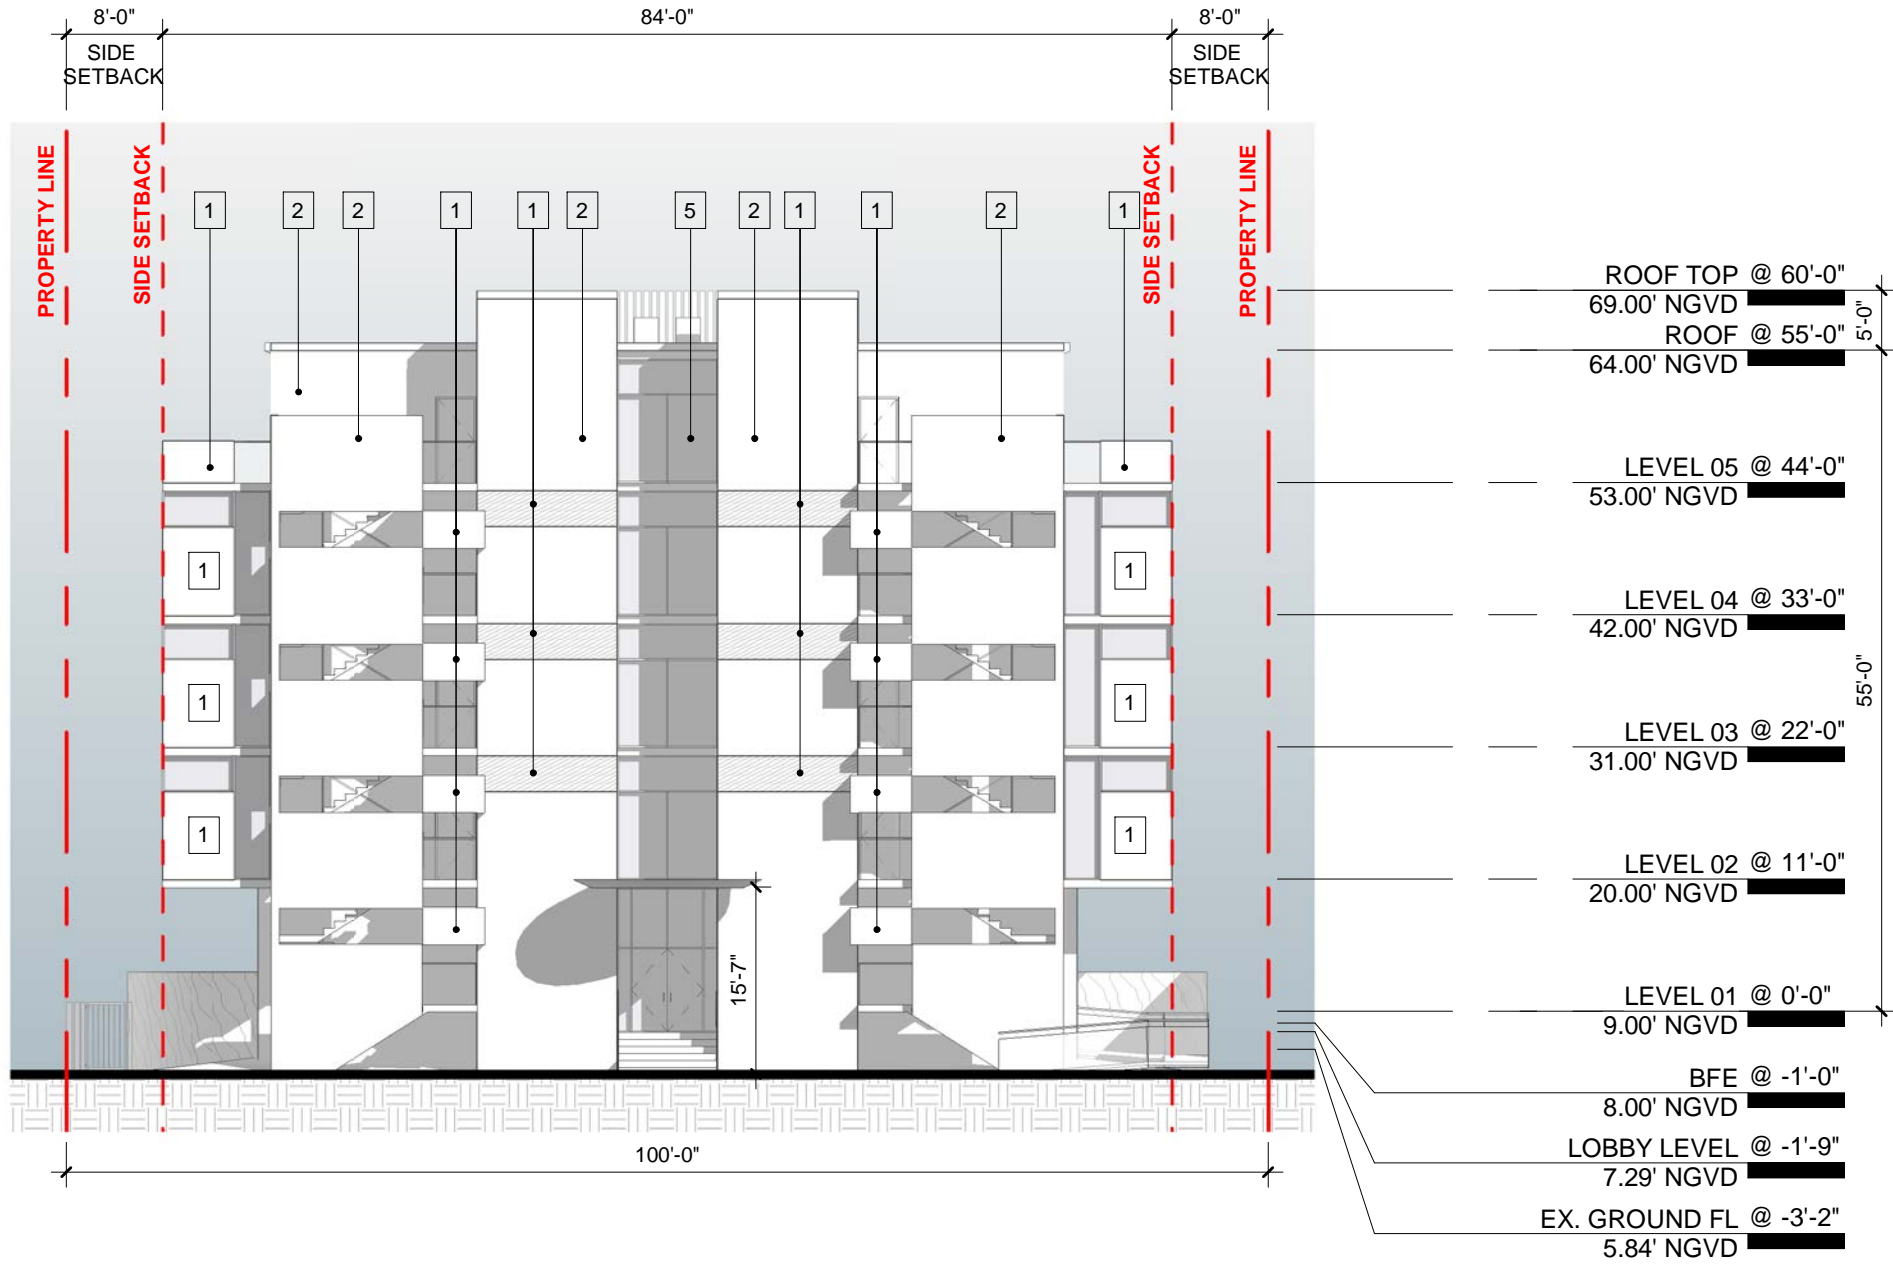 8'-0" 84'-0" 8'-0"
SIDE
SETBACK
SIDE
SETBACK
PROPERTY LINE
SIDE SETBACK
SIDE SETBACK
PROPERTY LINE
1 2 2 1 1 2 5 2 1 1 2 1
ROOF TOP @ 60'-0"
69.00' NGVD
5'-0"
ROOF @ 55'-0"
64.00' NGVD
LEVEL 05 @ 44'-0"
53.00' NGVD
1 1
LEVEL 04 @ 33'-0"
42.00' NGVD
55'-0"
1 1
LEVEL 03 @ 22'-0"
31.00' NGVD
1 1
LEVEL 02 @ 11'-0"
20.00' NGVD
15'-7"
LEVEL 01 @ 0'-0"
9.00' NGVD
BFE @ -1'-0"
8.00' NGVD
LOBBY LEVEL @ -1'-9"
7.29' NGVD
EX. GROUND FL @ -3'-2"
5.84' NGVD
100'-0"